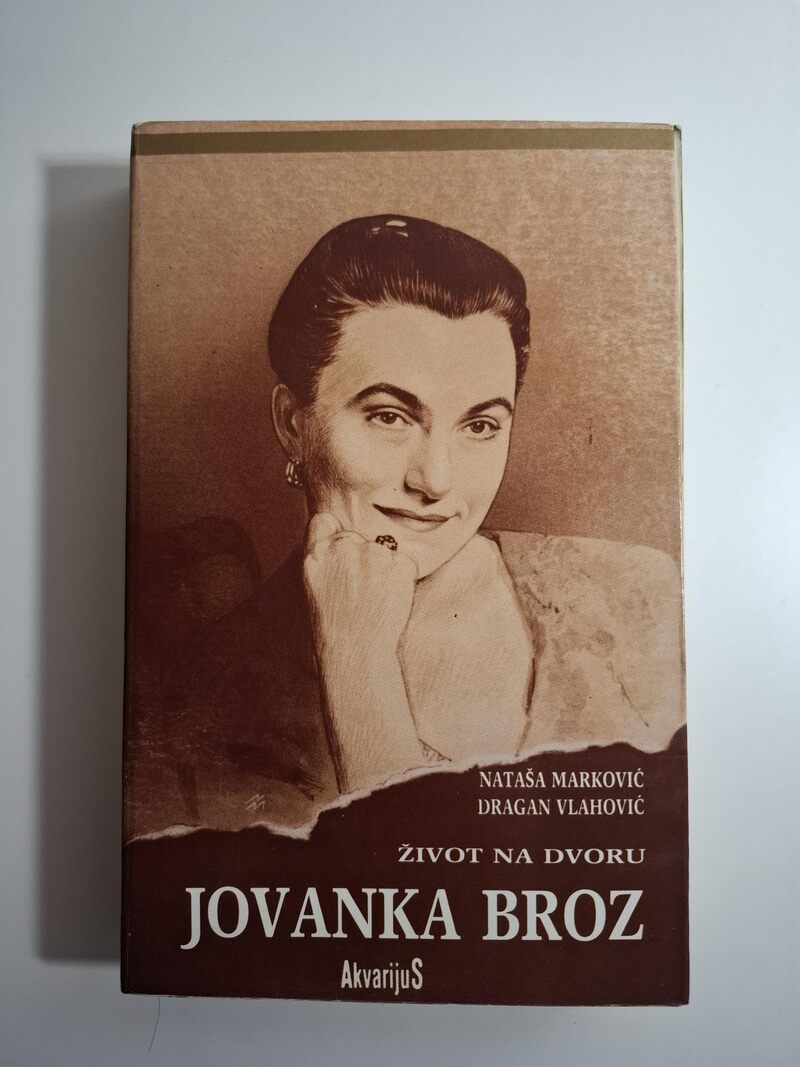 NATAŠA MARKOVIĆ
DRAGAN VLAHOVIĆ
ŽIVOT NA DVORU
JOVANKA BROZ
AkvarijuS